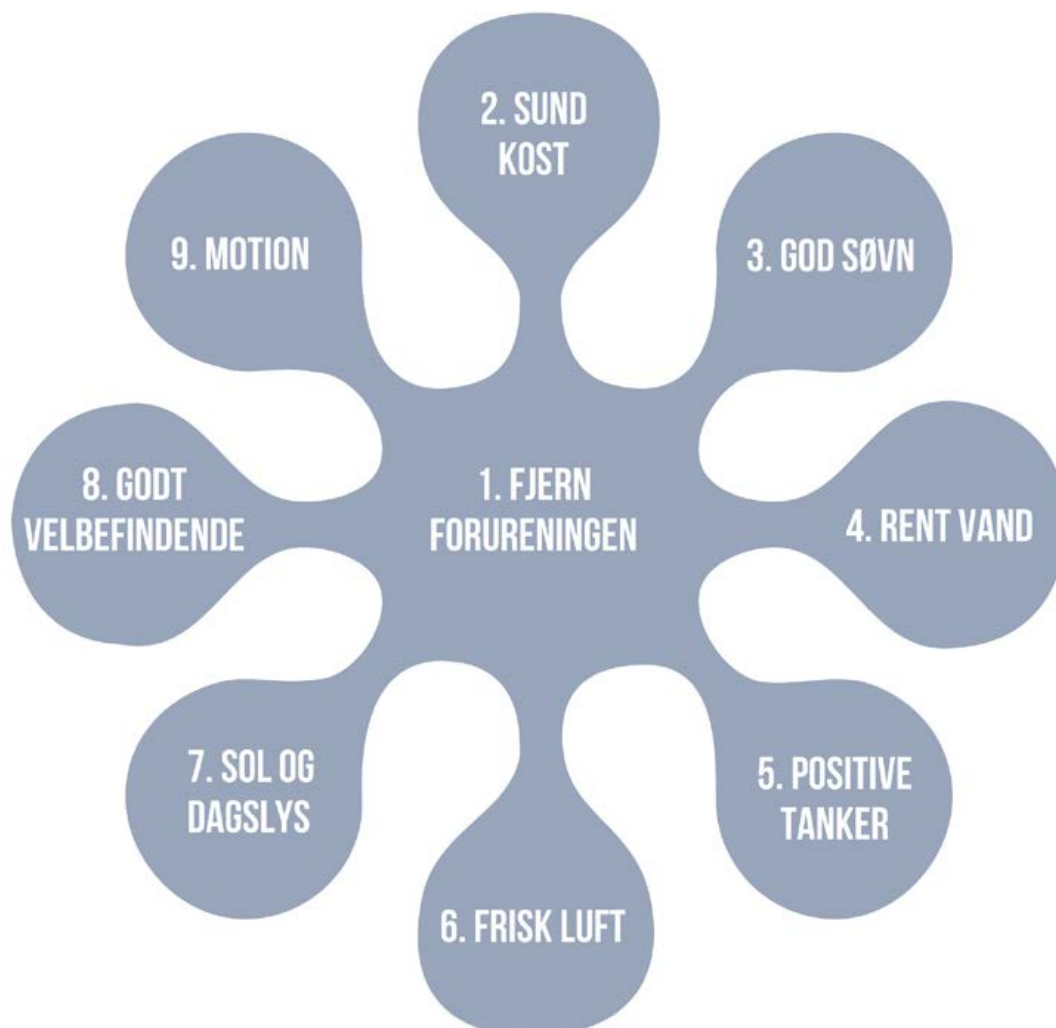 1. FJERN
FORURENINGEN
2. SUND
KOST
3. GOD SØVN
4. RENT VAND
5. POSITIVE
TANKER
6. FRISK LUFT
7. SOL OG
DAGSLYS
8. GODT
VELBEFINDENDE
9. MOTION